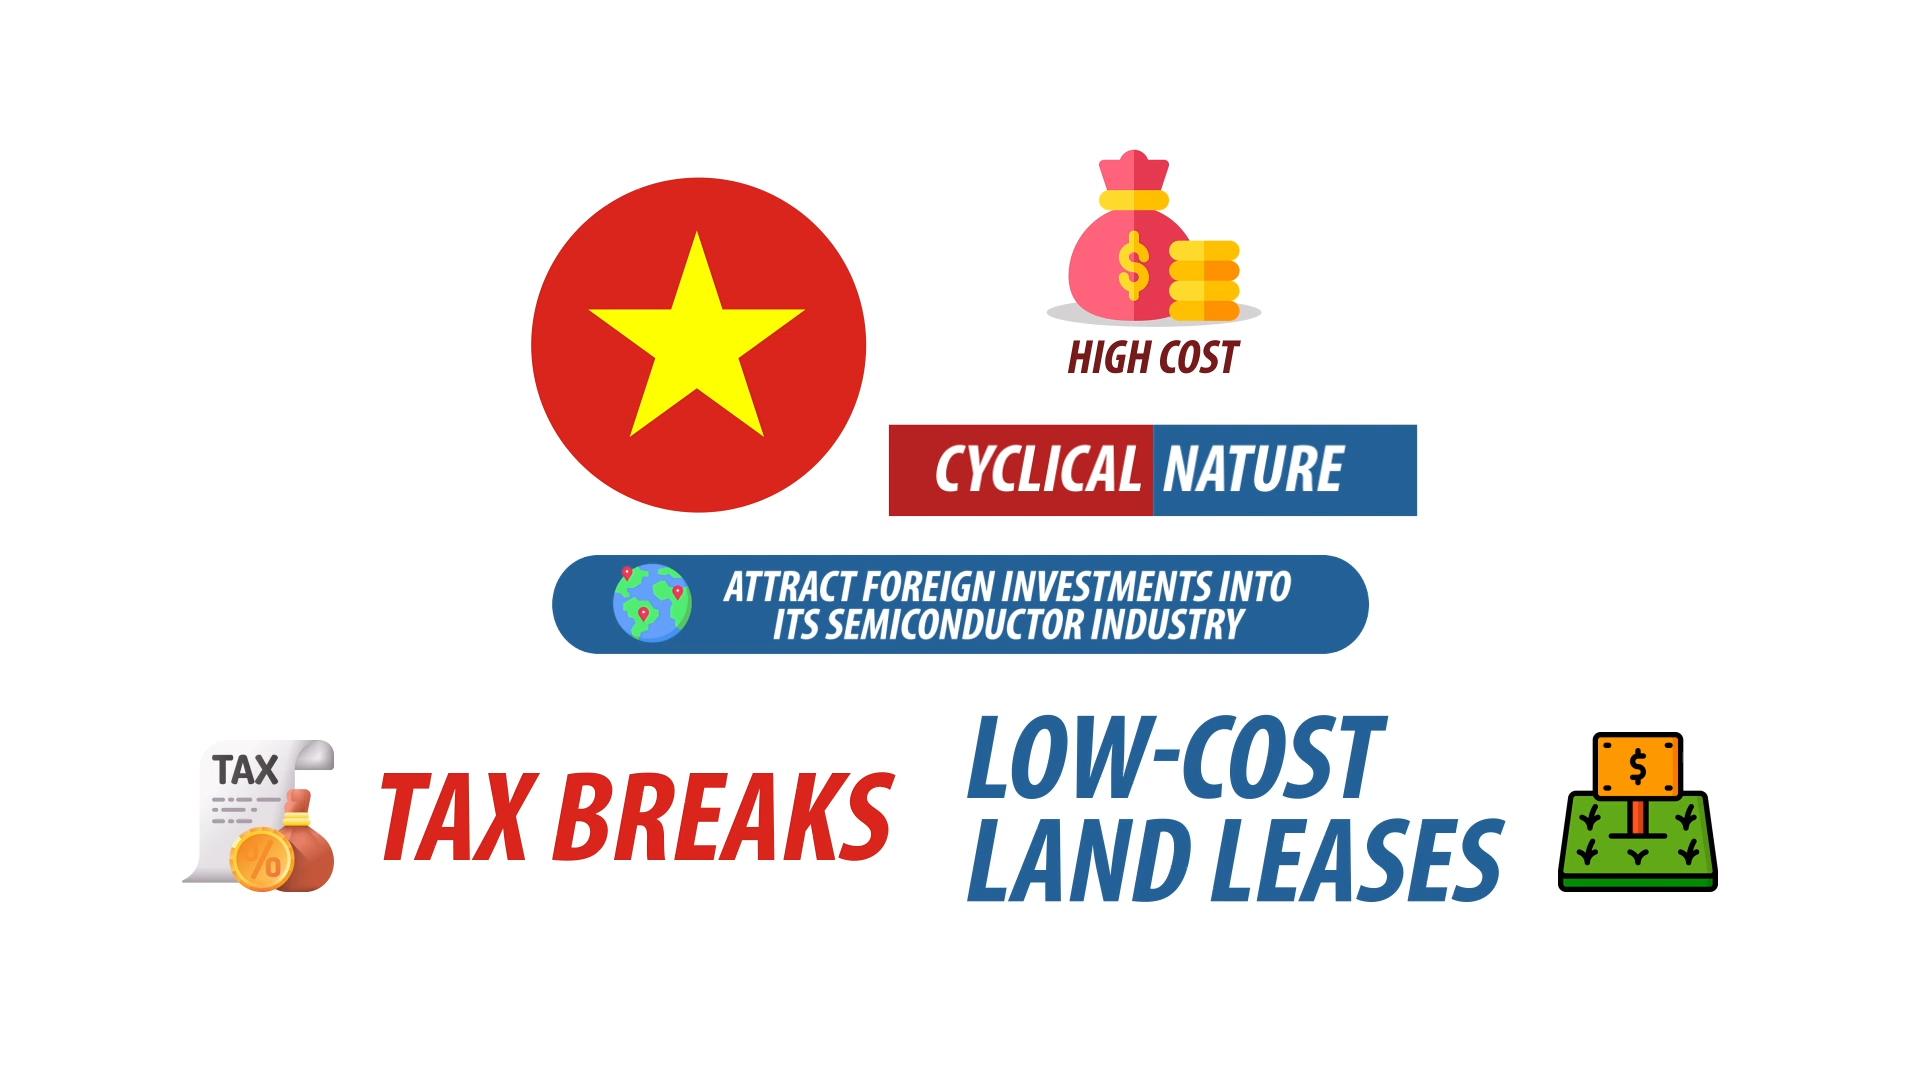 $
HIGH COST
CYCLICAL NATURE
ATTRACT FOREIGN INVESTMENTS INTO
ITS SEMICONDUCTOR INDUSTRY
TAX
%
TAX BREAKS
LOW-COST
LAND LEASES
$